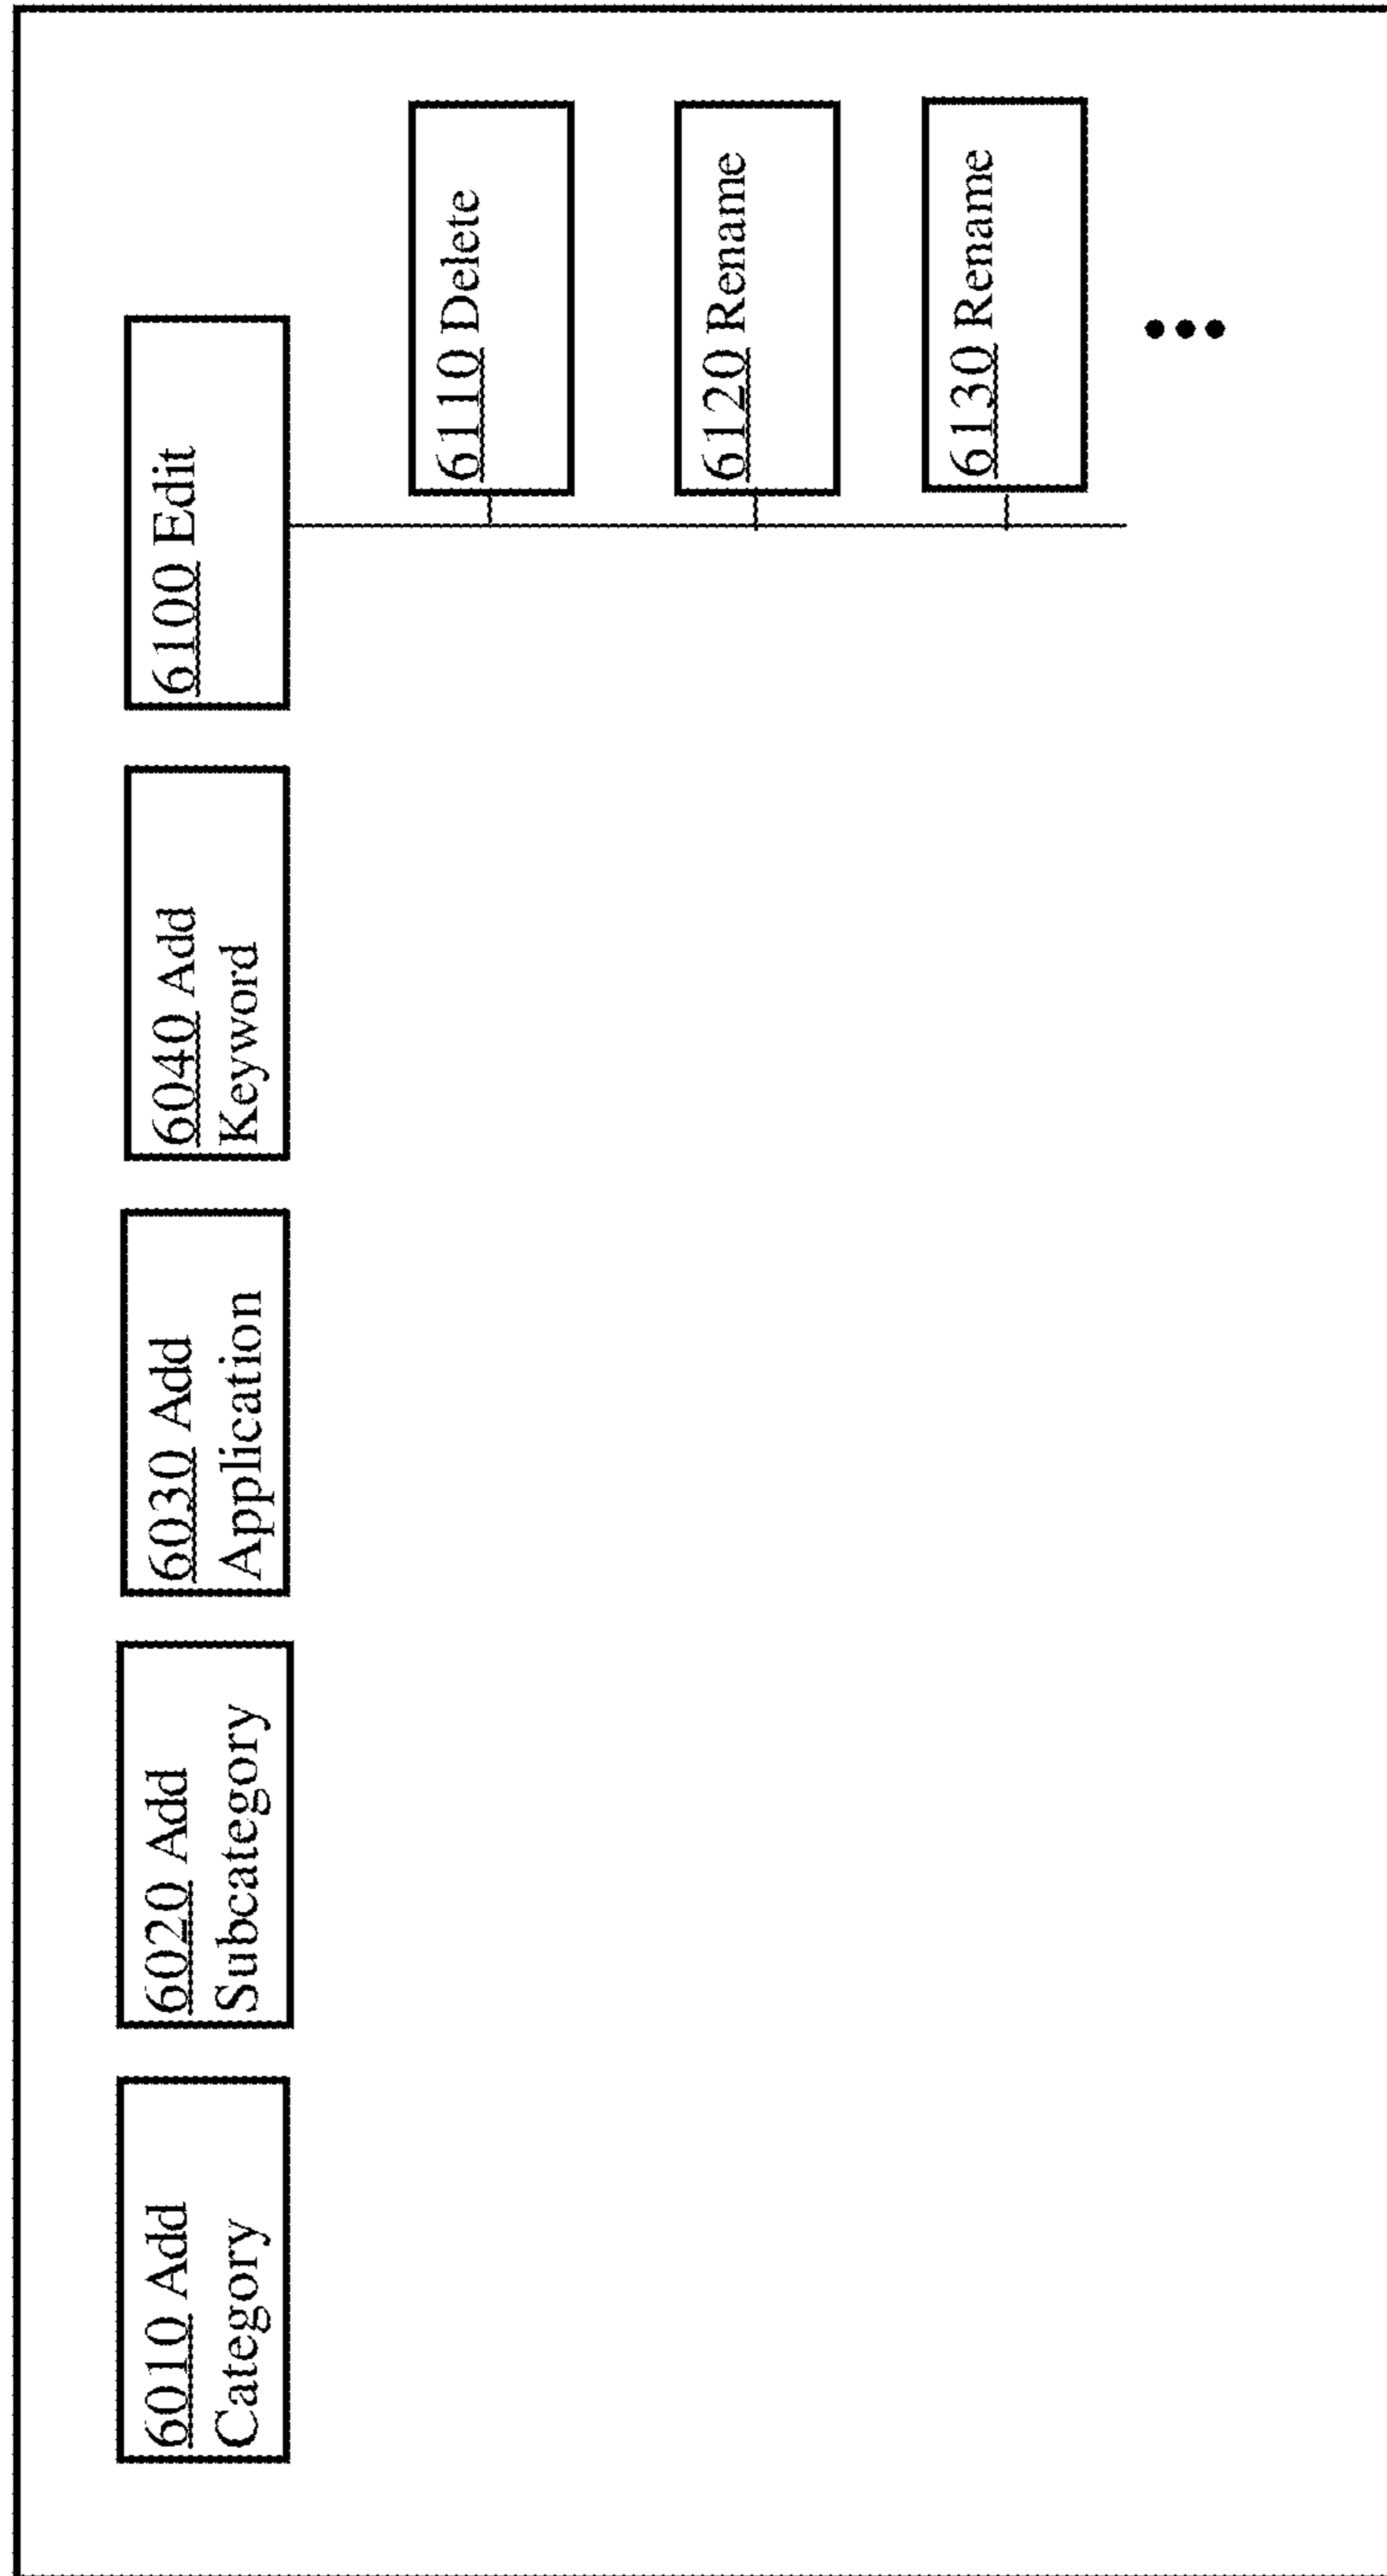 6010 Add
Category
6020 Add
Subcategory
6030 Add
Application
6040 Add
Keyword
6100 Edit
6110 Delete
6120 Rename
6130 Rename